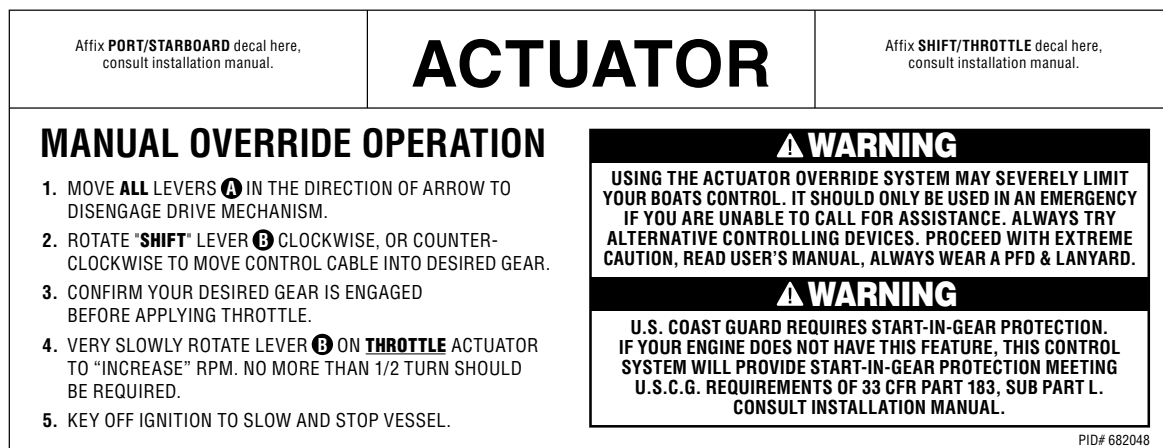 Affix PORT/STARBOARD decal here,
consult installation manual.
ACTUATOR
Affix SHIFT/THROTTLE decal here,
consult installation manual.
MANUAL OVERRIDE OPERATION
1. MOVE ALL LEVERS A IN THE DIRECTION OF ARROW TO
DISENGAGE DRIVE MECHANISM.
2. ROTATE "SHIFT" LEVER B CLOCKWISE, OR COUNTER-
CLOCKWISE TO MOVE CONTROL CABLE INTO DESIRED GEAR.
3. CONFIRM YOUR DESIRED GEAR IS ENGAGED
BEFORE APPLYING THROTTLE.
4. VERY SLOWLY ROTATE LEVER B ON THROTTLE ACTUATOR
TO “INCREASE” RPM. NO MORE THAN 1/2 TURN SHOULD
BE REQUIRED.
5. KEY OFF IGNITION TO SLOW AND STOP VESSEL.
⚠ WARNING
USING THE ACTUATOR OVERRIDE SYSTEM MAY SEVERELY LIMIT
YOUR BOATS CONTROL. IT SHOULD ONLY BE USED IN AN EMERGENCY
IF YOU ARE UNABLE TO CALL FOR ASSISTANCE. ALWAYS TRY
ALTERNATIVE CONTROLLING DEVICES. PROCEED WITH EXTREME
CAUTION, READ USER’S MANUAL, ALWAYS WEAR A PFD & LANYARD.
⚠ WARNING
U.S. COAST GUARD REQUIRES START-IN-GEAR PROTECTION.
IF YOUR ENGINE DOES NOT HAVE THIS FEATURE, THIS CONTROL
SYSTEM WILL PROVIDE START-IN-GEAR PROTECTION MEETING
U.S.C.G. REQUIREMENTS OF 33 CFR PART 183, SUB PART L.
CONSULT INSTALLATION MANUAL.
PID# 682048